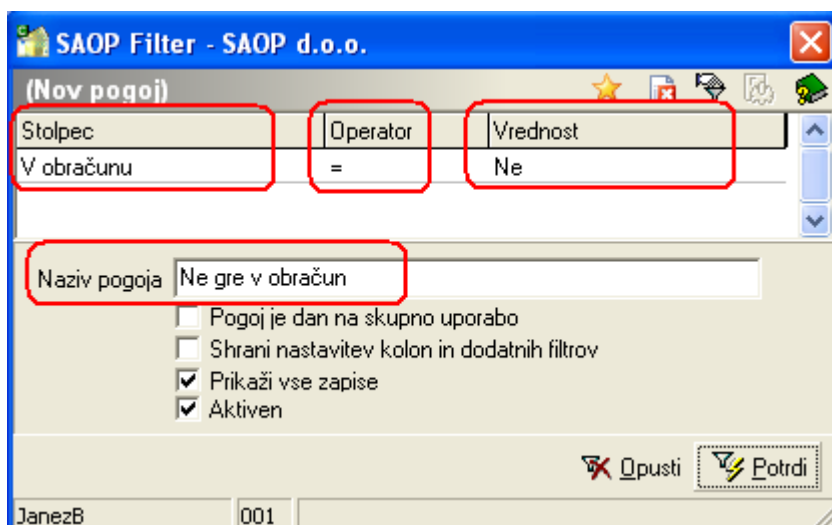 SAOP Filter - SAOP d.o.o.
(Nov pogoj)
Stolpec Operator Vrednost
V obračunu = Ne
Naziv pogoja Ne gre v obračun
Pogoj je dan na skupno uporabo
Shrani nastavitev kolon in dodatnih filtrov
Prikaži vse zapise
Aktiven
Opusti Potrdi
JanezB 001